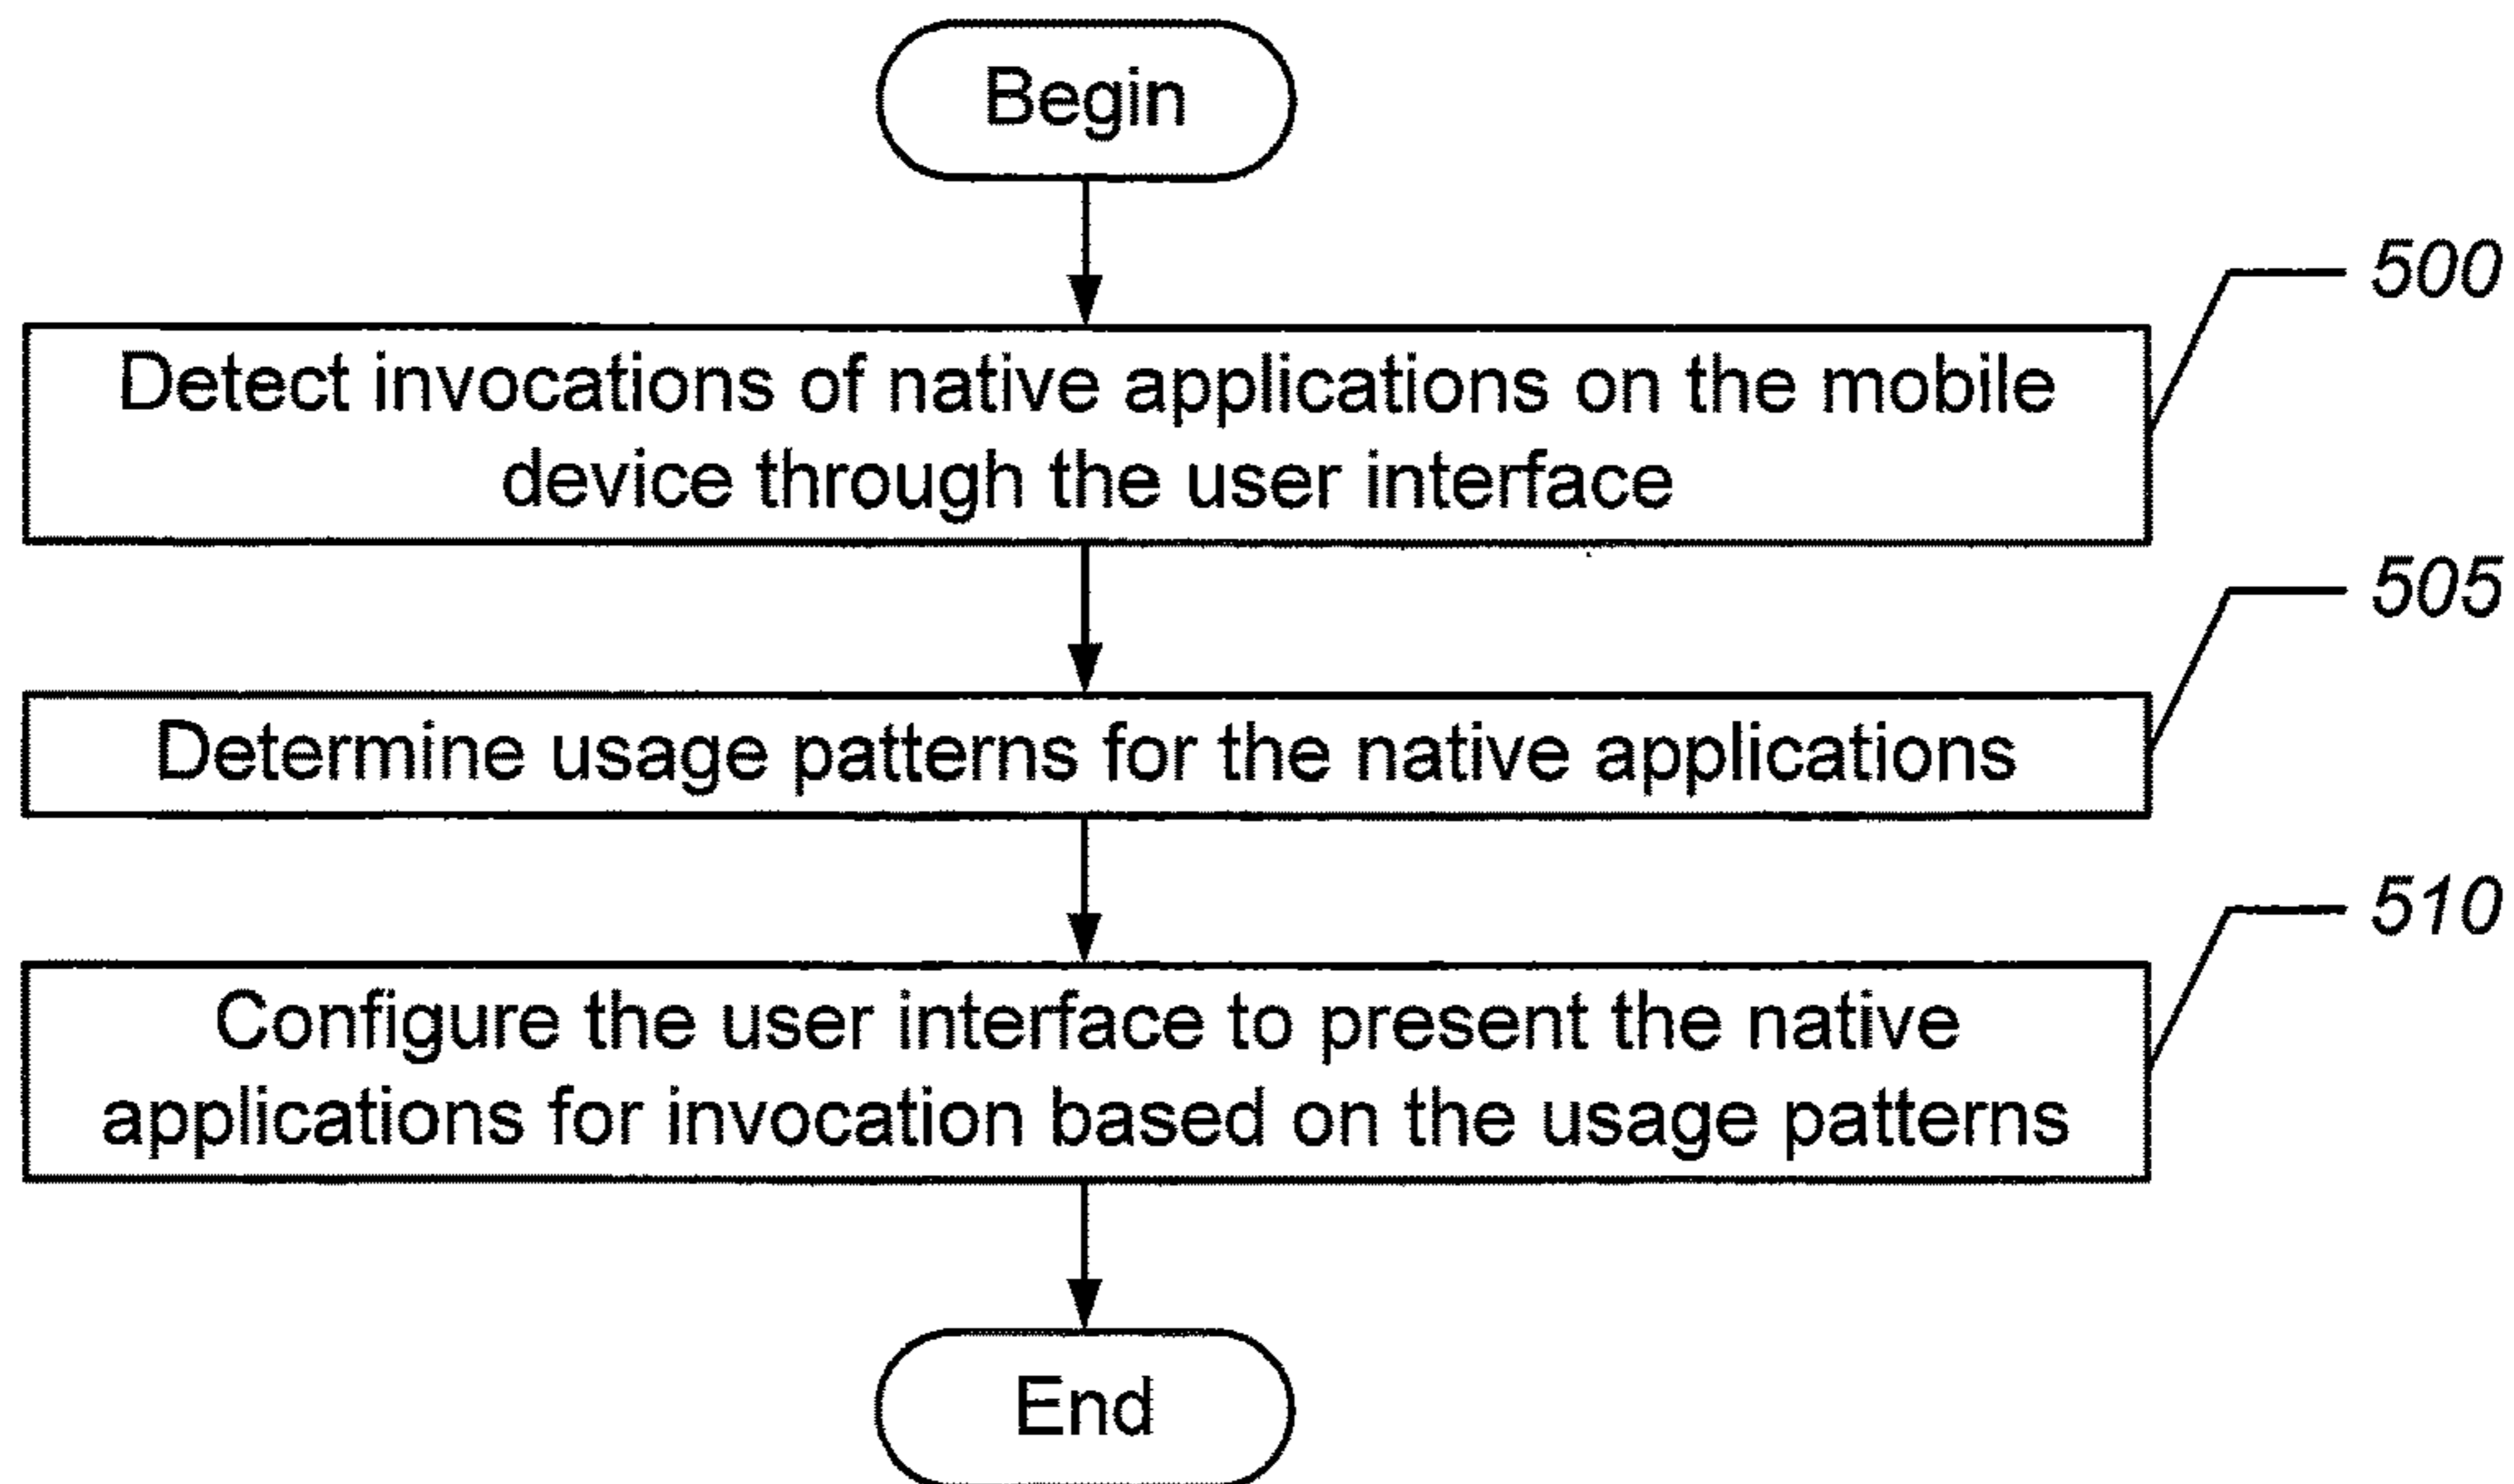 Begin
500
Detect invocations of native applications on the mobile
device through the user interface
505
Determine usage patterns for the native applications
510
Configure the user interface to present the native
applications for invocation based on the usage patterns
End